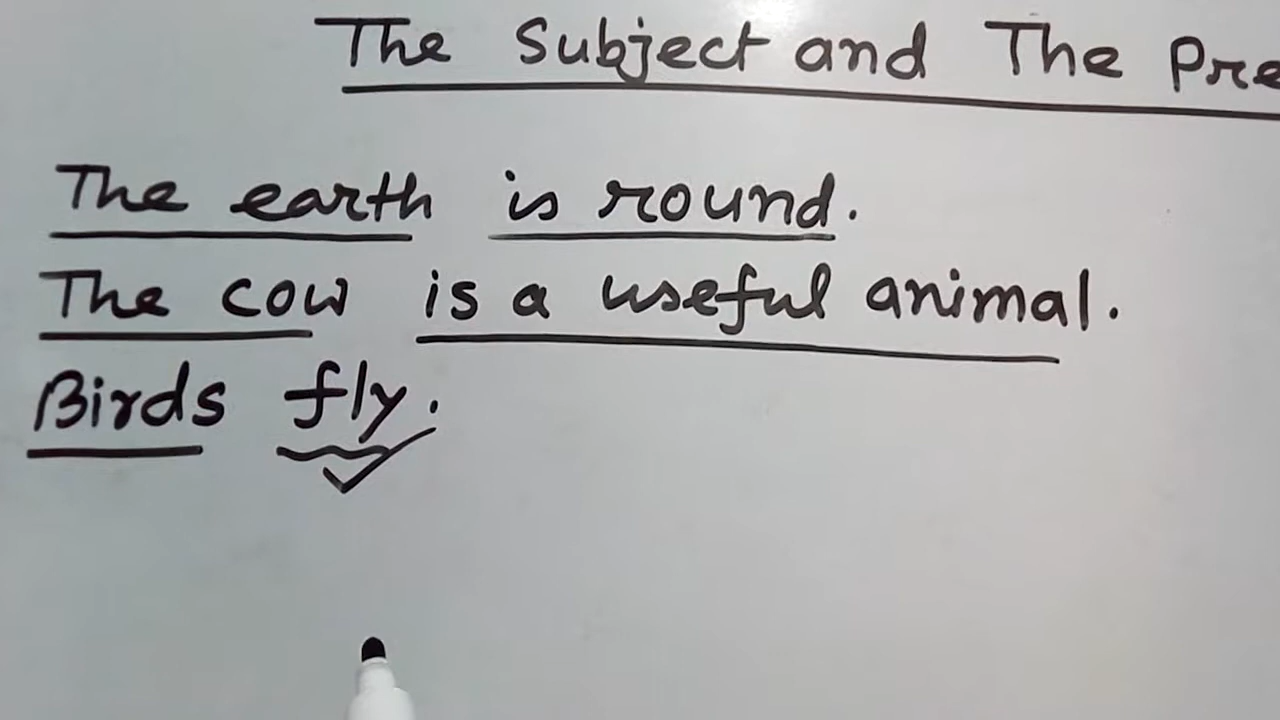 The Subject and The Pre
The earth is round.
The cow is a useful animal.
Birds fly.